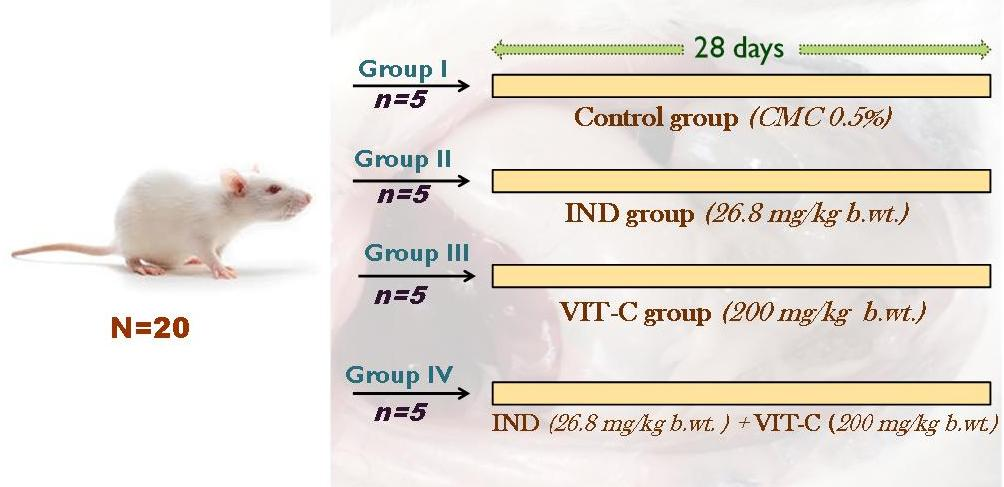 28 days
Group I
n=5
Control group (CMC 0.5%)
Group II
n=5
IND group (26.8 mg/kg b.wt.)
Group III
n=5
VIT-C group (200 mg/kg b.wt.)
N=20
Group IV
n=5
IND (26.8 mg/kg b.wt. ) + VIT-C (200 mg/kg b.wt.)